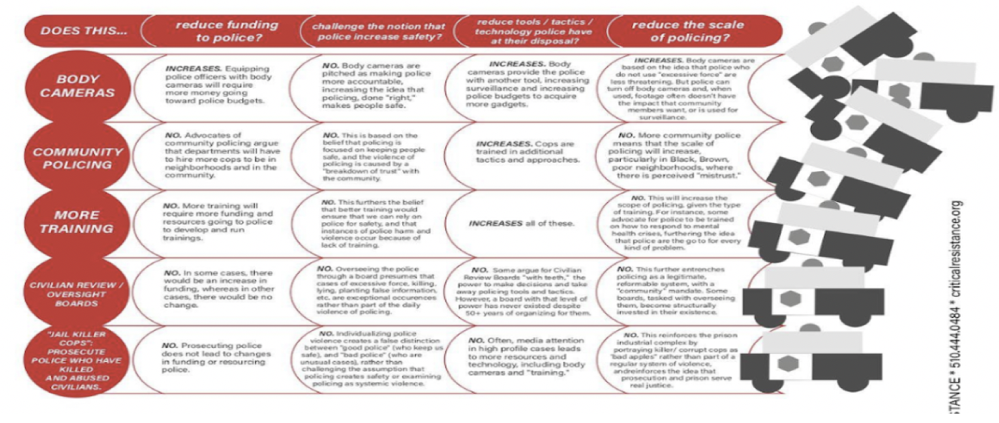 DOES THIS...
reduce funding
to police?
challenge the notion that
police increase safety?
reduce tools / tactics /
technology police have
at their disposal?
reduce the scale
of policing?
BODY
CAMERAS
INCREASES. Equipping
police officers with body
cameras will require
more money going
toward police budgets.
NO. Body cameras are
pitched as making police
more accountable,
increasing the idea that
policing, done "right,"
makes people safe.
INCREASES. Body
cameras provide the police
with another tool, increasing
surveillance and increasing
police budgets to acquire
more gadgets.
INCREASES. Body cameras are
based on the idea that police who
do not use "excessive force" are
less threatening. But police can
turn off body cameras and, when
used, footage often doesn't have
the impact that community
members want, or is used for
surveillance.
COMMUNITY
POLICING
NO. Advocates of
community policing argue
that departments will have
to hire more cops to be in
neighborhoods and in the
community.
NO. This is based on the
belief that policing is
focused on keeping people
safe, and the violence of
policing is caused by a
"breakdown of trust" with
the community.
INCREASES. Cops are
trained in additional
tactics and approaches.
NO. More community police
means that the scale of
policing will increase,
particularly in Black, Brown,
poor neighborhoods, where
there is perceived "mistrust."
MORE
TRAINING
NO. More training will
require more funding and
resources going to police
to develop and run
trainings.
NO. This furthers the belief
that better training would
ensure that we can rely on
police for safety, and that
instances of police harm and
violence occur because of
lack of training.
INCREASES all of these.
NO. This will increase the
scope of policing, given the type
of training. For instance, some
advocate for police to be trained
on how to respond to mental
health crises, furthering the idea
that police are the go to for every
kind of problem.
CIVILIAN REVIEW /
OVERSIGHT
BOARDS
NO. In some cases, there
would be an increase in
funding, whereas in other
cases, there would be no
change.
NO. Overseeing the police
through a board presumes that
cases of excessive force, killing,
lying, planting false information,
etc. are exceptional occurences
rather than part of the daily
violence of policing.
NO. Some argue for Civilian
Review Boards "with teeth," the
power to make decisions and take
away policing tools and tactics.
However, a board with that level of
power has never existed despite
50+ years of organizing for them.
NO. This further entrenches
policing as a legitimate,
reformable system, with a
"community" mandate. Some
boards, tasked with overseeing
them, become structurally
invested in their existence.
"JAIL KILLER
COPS":
PROSECUTE
POLICE WHO HAVE
KILLED
AND ABUSED
CIVILIANS.
NO. Prosecuting police
does not lead to changes
in funding or resourcing
police.
NO. Individualizing police
violence creates a false distinction
between "good police" (who keep us
safe), and "bad police" (who are
unusual cases), rather than
challenging the assumption that
policing creates safety or examining
policing as systemic violence.
NO. Often, media attention
in high profile cases leads
to more resources and
technology, including body
cameras and "training."
NO. This reinforces the prison
industrial complex by
portraying killer/ corrupt cops as
"bad apples" rather than part of a
regular system of violence,
andreinforces the idea that
prosecution and prison serve
real justice.
STANCE * 510.444.0484 * criticalresistance.org